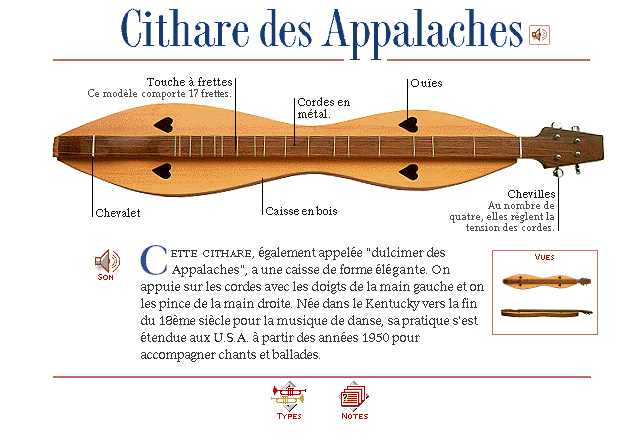 Cithare des Appalaches
Touche à frettes
Ce modèle comporte 17 frettes.
Cordes en
métal.
Ouïes
Chevalet
Caisse en bois
Chevilles
Au nombre de
quatre, elles règlent la
tension des cordes.
Son
CETTE CITHARE, également appelée "dulcimer des
Appalaches", a une caisse de forme élégante. On
appuie sur les cordes avec les doigts de la main gauche et on
les pince de la main droite. Née dans le Kentucky vers la fin
du 18ème siècle pour la musique de danse, sa pratique s'est
étendue aux U.S.A. à partir des années 1950 pour
accompagner chants et ballades.
Vues
Types
Notes